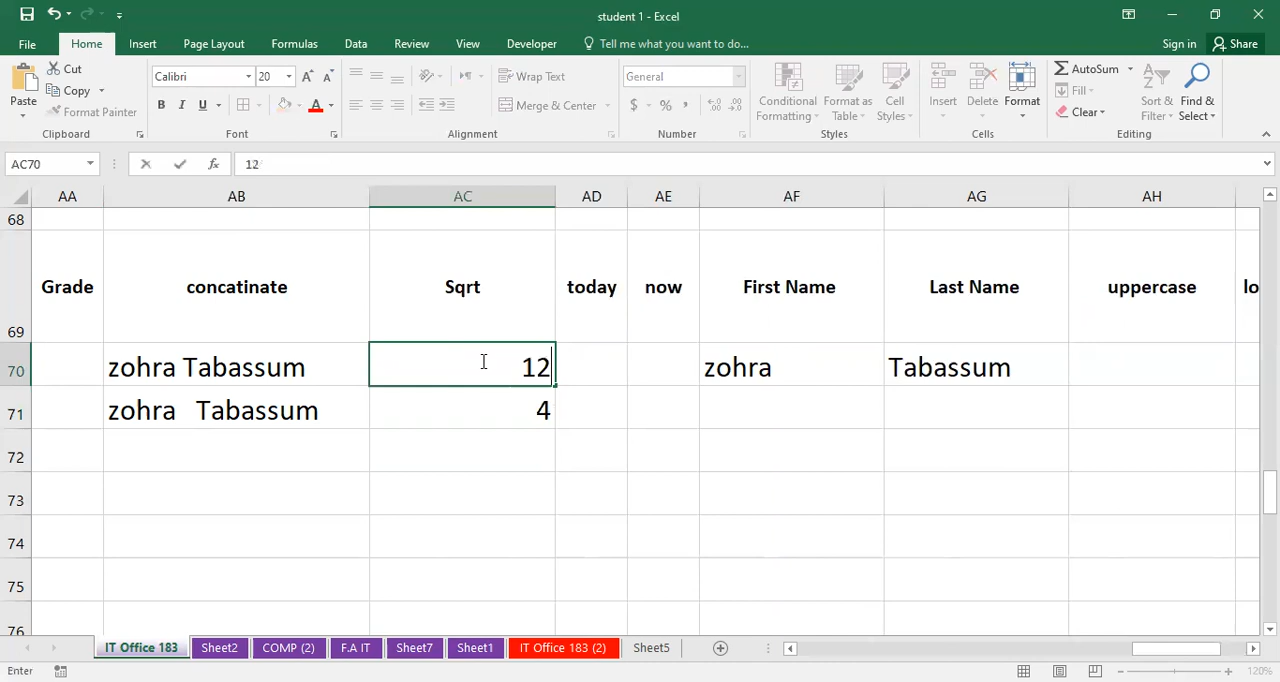 student 1 - Excel
File Home Insert Page Layout Formulas Data Review View Developer Tell me what you want to do... Sign in Share
Paste Cut Copy Format Painter
Clipboard
Calibri 20
B I U A
Font
Wrap Text
Merge & Center
Alignment
General
$ % ,
Number
Conditional Formatting Format as Table Cell Styles
Styles
Insert Delete Format
Cells
AutoSum
Fill
Clear
Sort & Filter Find & Select
Editing
AC70 fx 12
AA AB AC AD AE AF AG AH
68
69 Grade concatinate Sqrt today now First Name Last Name uppercase lo
70 zohra Tabassum 12 zohra Tabassum
71 zohra Tabassum 4
72
73
74
75
76
IT Office 183 Sheet2 COMP (2) F.A IT Sheet7 Sheet1 IT Office 183 (2) Sheet5
Enter 120%